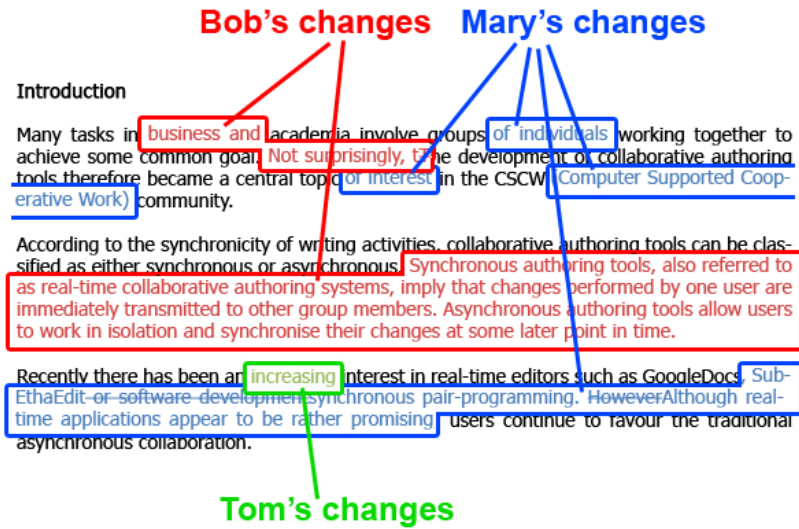 Bob's changes Mary's changes
Introduction
Many tasks in business and academia involve groups of individuals working together to
achieve some common goal. Not surprisingly, tThe development of collaborative authoring
tools therefore became a central topic of interest in the CSCW (Computer Supported Coop-
erative Work) community.
According to the synchronicity of writing activities, collaborative authoring tools can be clas-
sified as either synchronous or asynchronous. Synchronous authoring tools, also referred to
as real-time collaborative authoring systems, imply that changes performed by one user are
immediately transmitted to other group members. Asynchronous authoring tools allow users
to work in isolation and synchronise their changes at some later point in time.
Recently there has been an increasing interest in real-time editors such as GoogleDocs, Sub-
EthaEdit or software development synchronous pair-programming. HoweverAlthough real-
time applications appear to be rather promising, users continue to favour the traditional
asynchronous collaboration.
Tom's changes